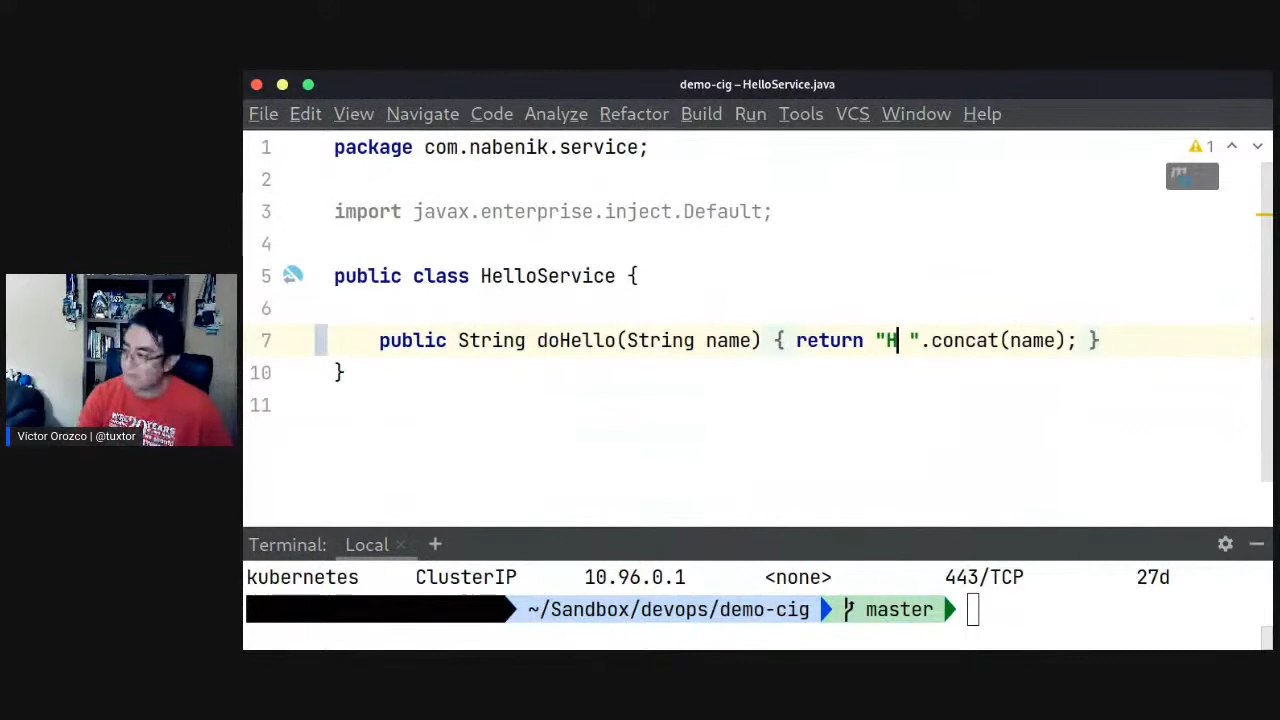 demo-cig – HelloService.java
File Edit View Navigate Code Analyze Refactor Build Run Tools VCS Window Help
1 package com.nabenik.service;
1
2
3 import javax.enterprise.inject.Default;
4
5 public class HelloService {
6
7 public String doHello(String name) { return "H ".concat(name); }
10 }
11
Víctor Orozco | @tuxtor
Terminal: Local × +
kubernetes ClusterIP 10.96.0.1 <none> 443/TCP 27d
~/Sandbox/devops/demo-cig master